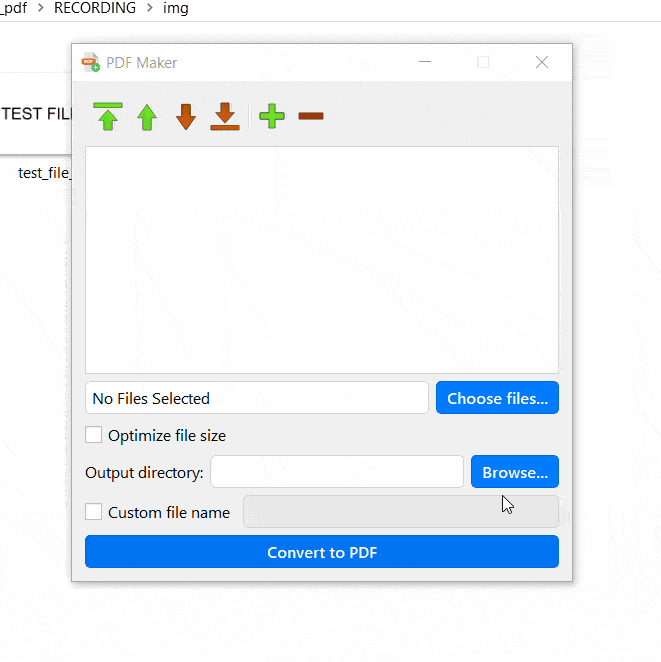 _pdf > RECORDING > img
PDF Maker
TEST FIL
test_file_
No Files Selected
Choose files...
Optimize file size
Output directory:
Browse...
Custom file name
Convert to PDF